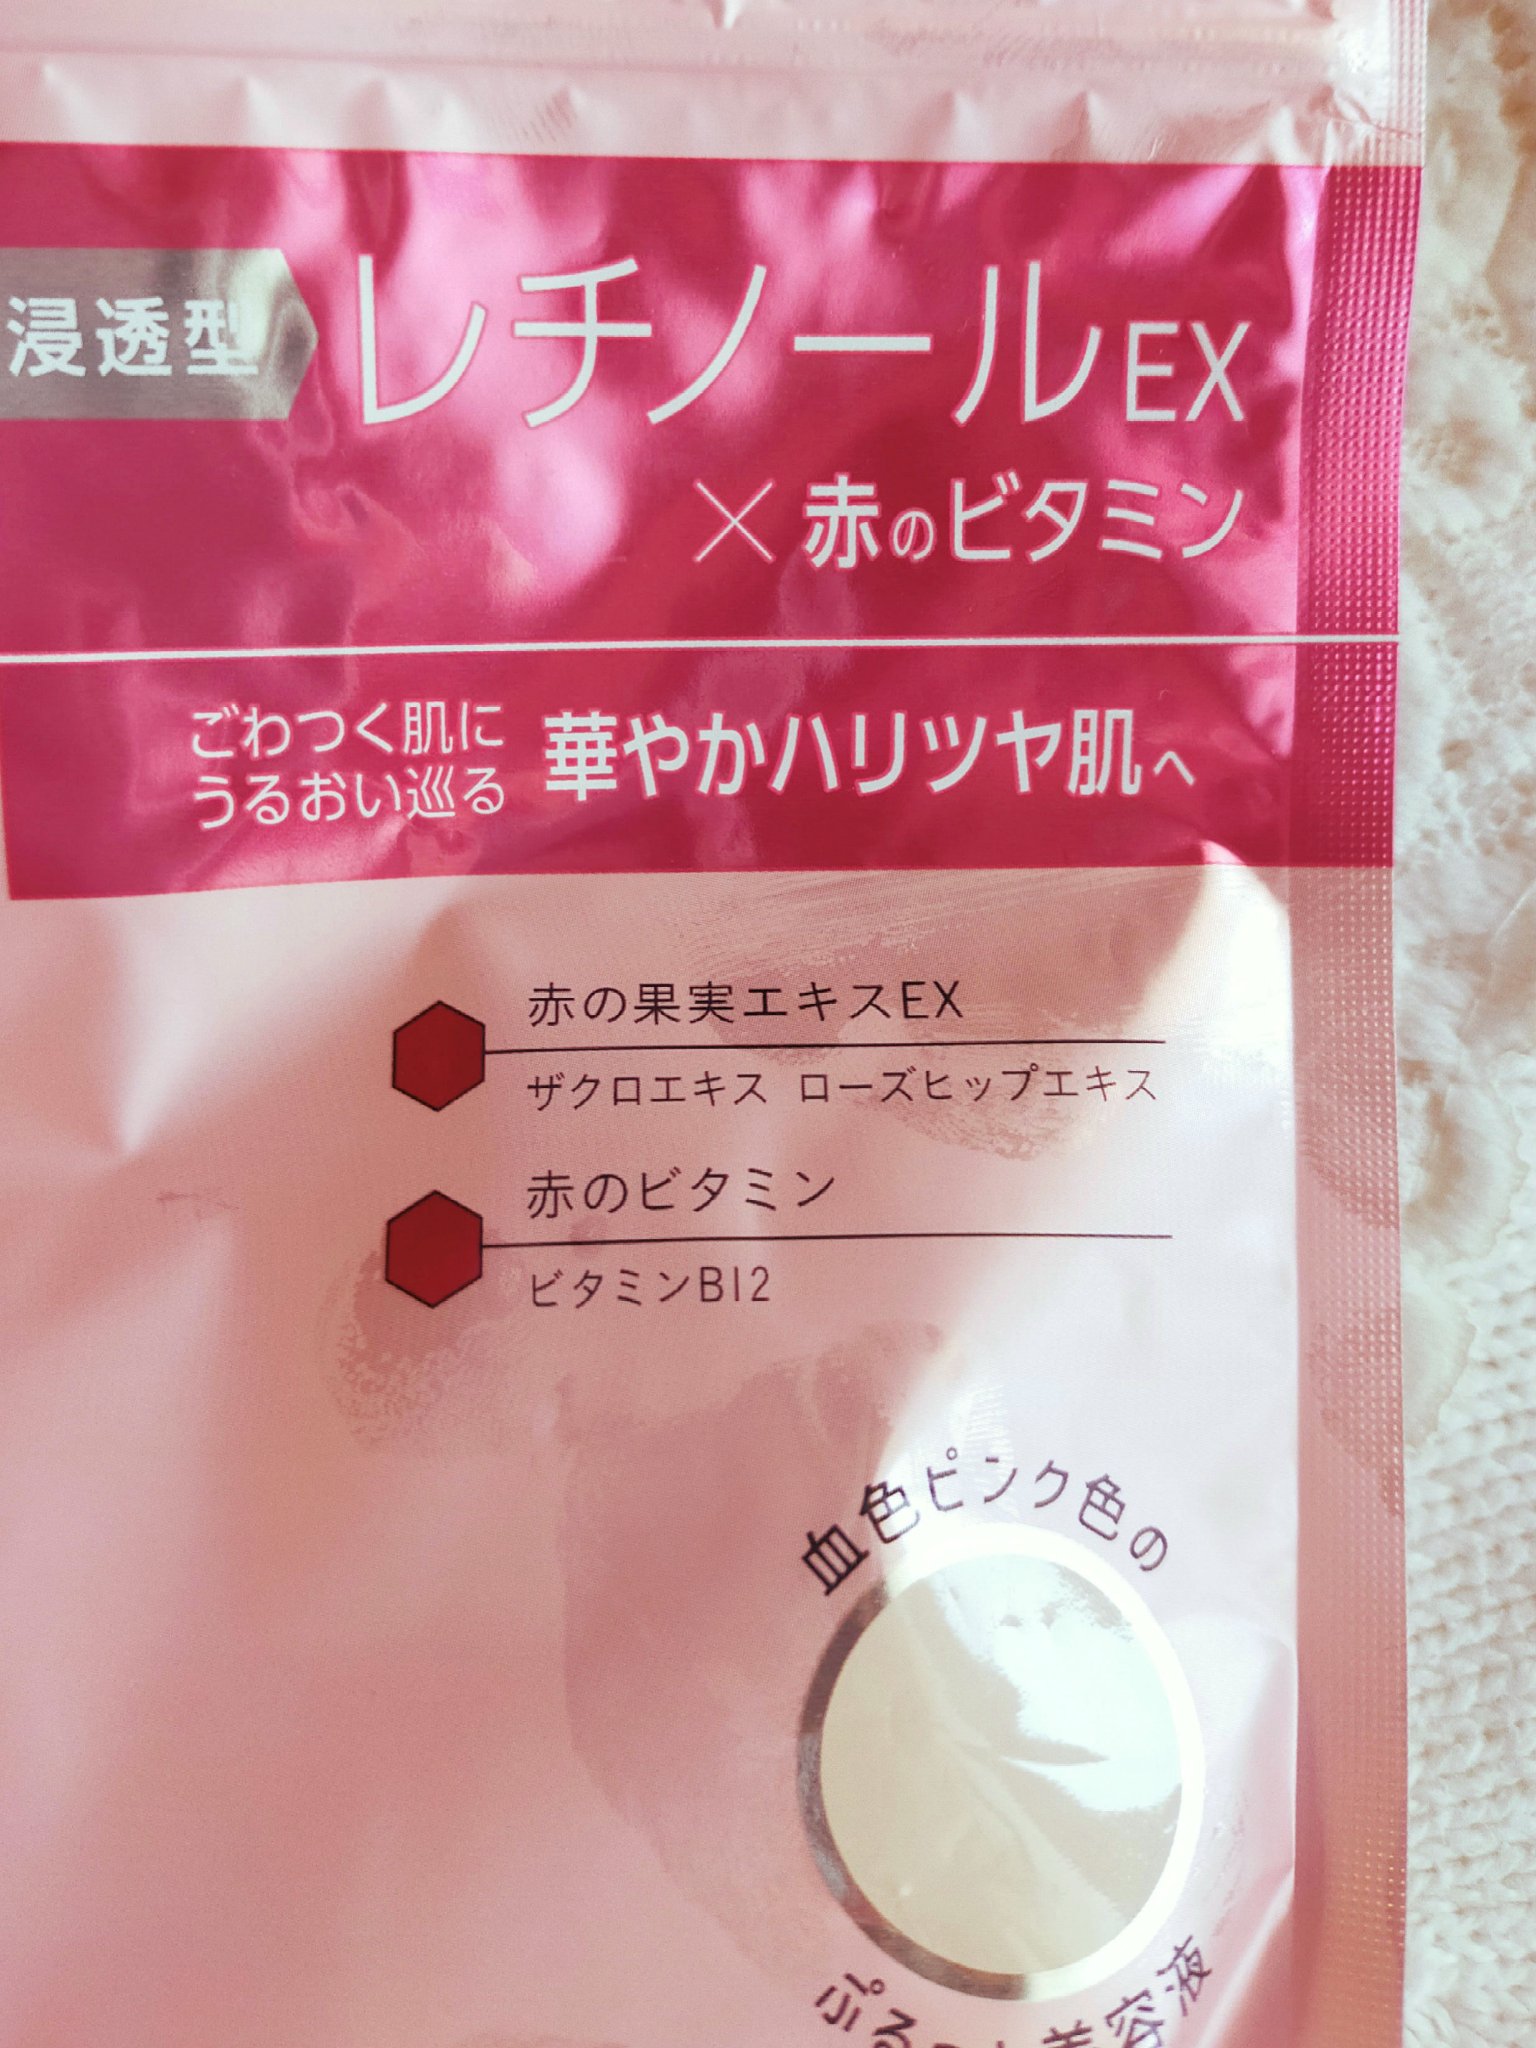 浸透型
レチノールEX
×赤のビタミン
ごわつく肌に
うるおい巡る
華やかハリツヤ肌へ
赤の果実エキスEX
ザクロエキス ローズヒップエキス
赤のビタミン
ビタミンB12
血色ピンク色の
美容液